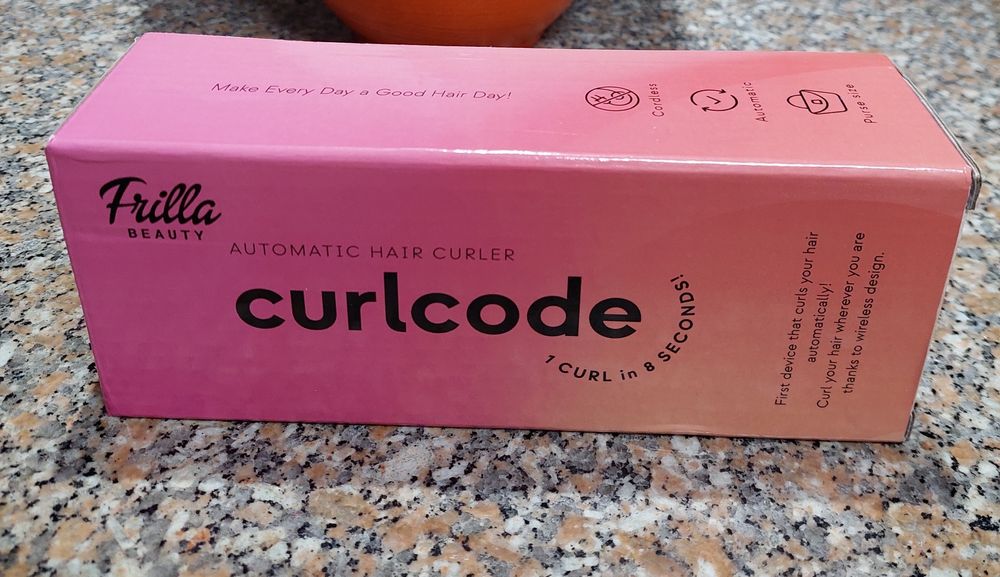 Make Every Day a Good Hair Day!
Cordless
Automatic
Purse size
Frilla
BEAUTY
AUTOMATIC HAIR CURLER
curlcode
1 CURL in 8 SECONDS!
First device that curls your hair
automatically!
Curl your hair wherever you are
thanks to wireless design.